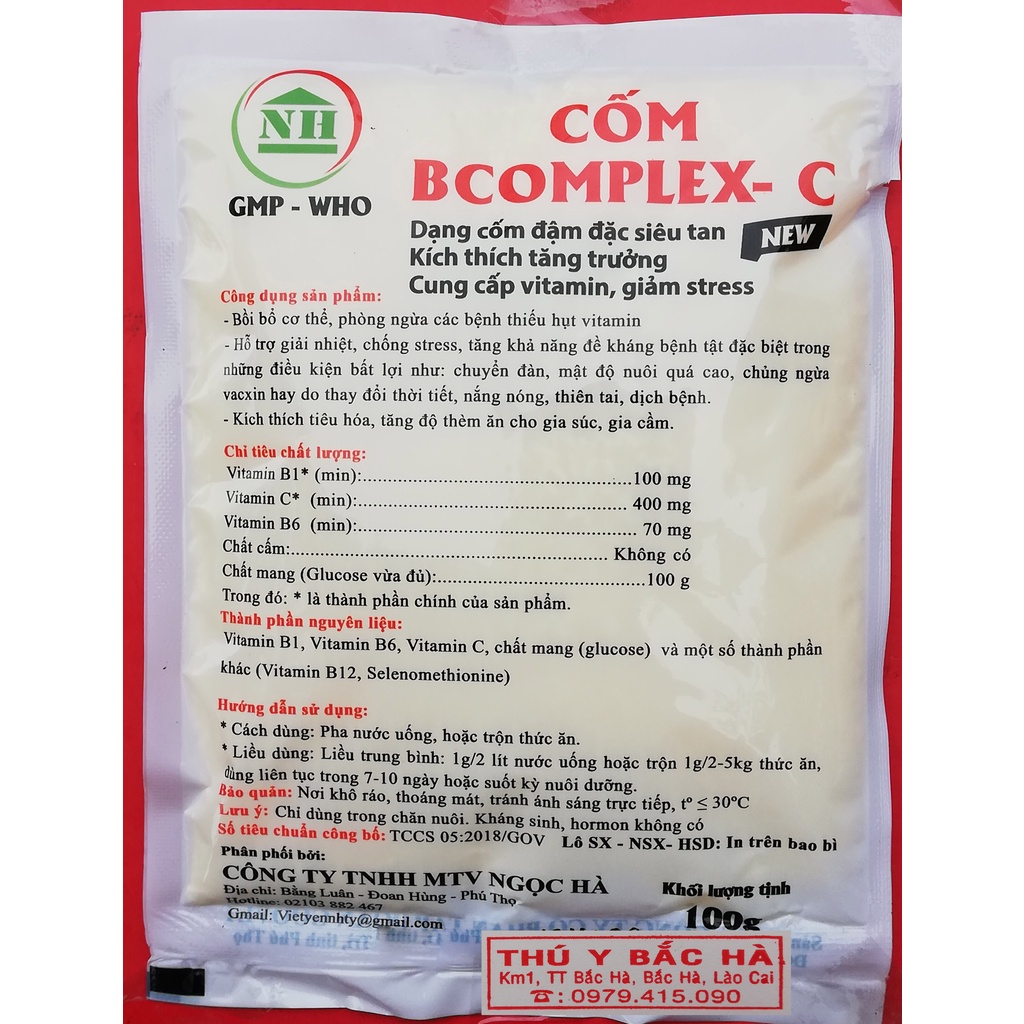 NH
GMP - WHO
CỐM
BCOMPLEX- C
Dạng cốm đậm đặc siêu tan
NEW
Kích thích tăng trưởng
Cung cấp vitamin, giảm stress
Công dụng sản phẩm:
- Bồi bổ cơ thể, phòng ngừa các bệnh thiếu hụt vitamin
- Hỗ trợ giải nhiệt, chống stress, tăng khả năng đề kháng bệnh tật đặc biệt trong
những điều kiện bất lợi như: chuyển đàn, mật độ nuôi quá cao, chủng ngừa
vacxin hay do thay đổi thời tiết, nắng nóng, thiên tai, dịch bệnh.
- Kích thích tiêu hóa, tăng độ thèm ăn cho gia súc, gia cầm.
Chỉ tiêu chất lượng:
Vitamin B1* (min):..........................................100 mg
Vitamin C* (min):.......................................... 400 mg
Vitamin B6 (min):.......................................... 70 mg
Chất cấm:.................................................. Không có
Chất mang (Glucose vừa đủ):................................100 g
Trong đó: * là thành phần chính của sản phẩm.
Thành phần nguyên liệu:
Vitamin B1, Vitamin B6, Vitamin C, chất mang (glucose) và một số thành phần
khác (Vitamin B12, Selenomethionine)
Hướng dẫn sử dụng:
* Cách dùng: Pha nước uống, hoặc trộn thức ăn.
* Liều dùng: Liều trung bình: 1g/2 lít nước uống hoặc trộn 1g/2-5kg thức ăn,
dùng liên tục trong 7-10 ngày hoặc suốt kỳ nuôi dưỡng.
Bảo quản: Nơi khô ráo, thoáng mát, tránh ánh sáng trực tiếp, tº ≤ 30ºC
Lưu ý: Chỉ dùng trong chăn nuôi. Kháng sinh, hormon không có
Số tiêu chuẩn công bố: TCCS 05:2018/GOV Lô SX - NSX- HSD: In trên bao bì
Phân phối bởi:
CÔNG TY TNHH MTV NGỌC HÀ
Địa chỉ: Bằng Luân - Đoan Hùng - Phú Thọ
Hotline: 02103 882 467
Gmail: Vietyennhty@gmail.com
Khối lượng tịnh
100g
THÚ Y BẮC HÀ
Km1, TT Bắc Hà, Bắc Hà, Lào Cai
☎: 0979.415.090